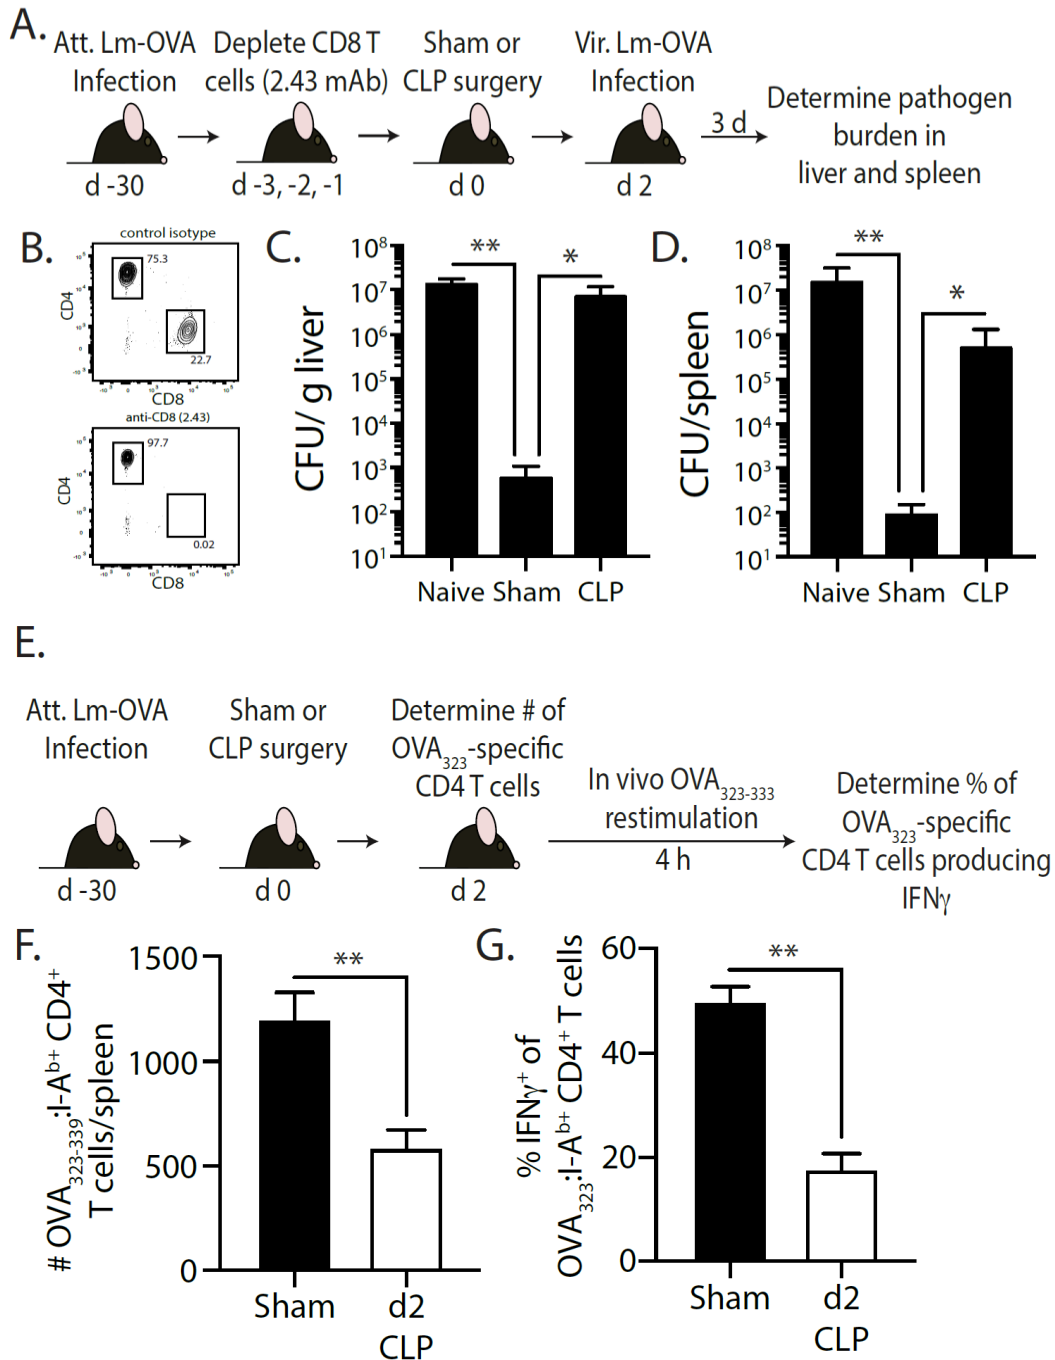 A.
Att. Lm-OVA
Infection
Deplete CD8 T
cells (2.43 mAb)
Sham or
CLP surgery
Vir. Lm-OVA
Infection
3 d
Determine pathogen
burden in
liver and spleen
d -30
d -3, -2, -1
d 0
d 2
B.
control isotype
75.3
22.7
CD4
CD8
anti-CD8 (2.43)
97.7
0.02
CD4
CD8
C.
CFU/ g liver
10⁸
10⁷
10⁶
10⁵
10⁴
10³
10²
10¹
**
*
Naive Sham CLP
D.
CFU/spleen
10⁸
10⁷
10⁶
10⁵
10⁴
10³
10²
10¹
**
*
Naive Sham CLP
E.
Att. Lm-OVA
Infection
Sham or
CLP surgery
Determine # of
OVA₃₂₃-specific
CD4 T cells
In vivo OVA₃₂₃₋₃₃₃
restimulation
4 h
Determine % of
OVA₃₂₃-specific
CD4 T cells producing
IFNγ
d -30
d 0
d 2
F.
# OVA₃₂₃₋₃₃₉:I-Aᵇ⁺ CD4⁺
T cells/spleen
1500
1000
500
0
**
Sham
d2
CLP
G.
% IFNγ⁺ of
OVA₃₂₃:I-Aᵇ⁺ CD4⁺ T cells
60
40
20
0
**
Sham
d2
CLP